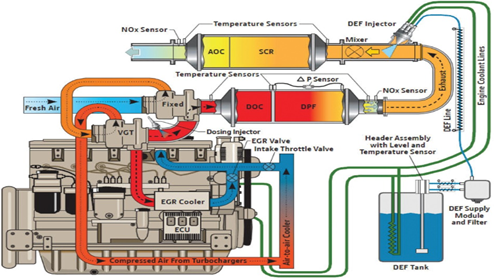 NOx Sensor
Temperature Sensors
DEF Injector
Mixer
AOC
SCR
Temperature Sensors
Δ P Sensor
NOx Sensor
Fresh Air
Fixed
DOC
DPF
Exhaust
DEF Line
Engine Coolant Lines
VGT
Dosing Injector
EGR Valve
Intake Throttle Valve
Header Assembly
with Level and
Temperature Sensor
EGR Cooler
ECU
Air-to-air Cooler
DEF Supply
Module
and Filter
Compressed Air From Turbochargers
DEF Tank